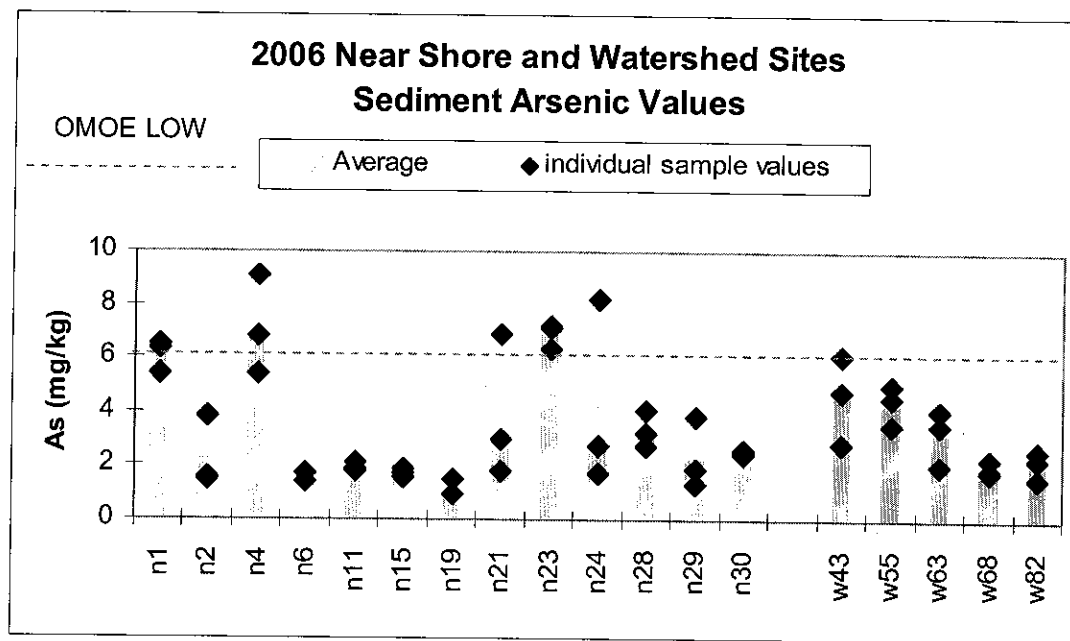 2006 Near Shore and Watershed Sites
Sediment Arsenic Values
OMOE LOW
Average ◆ individual sample values
As (mg/kg)
10
8
6
4
2
0
n1 n2 n4 n6 n11 n15 n19 n21 n23 n24 n28 n29 n30 w43 w55 w63 w68 w82